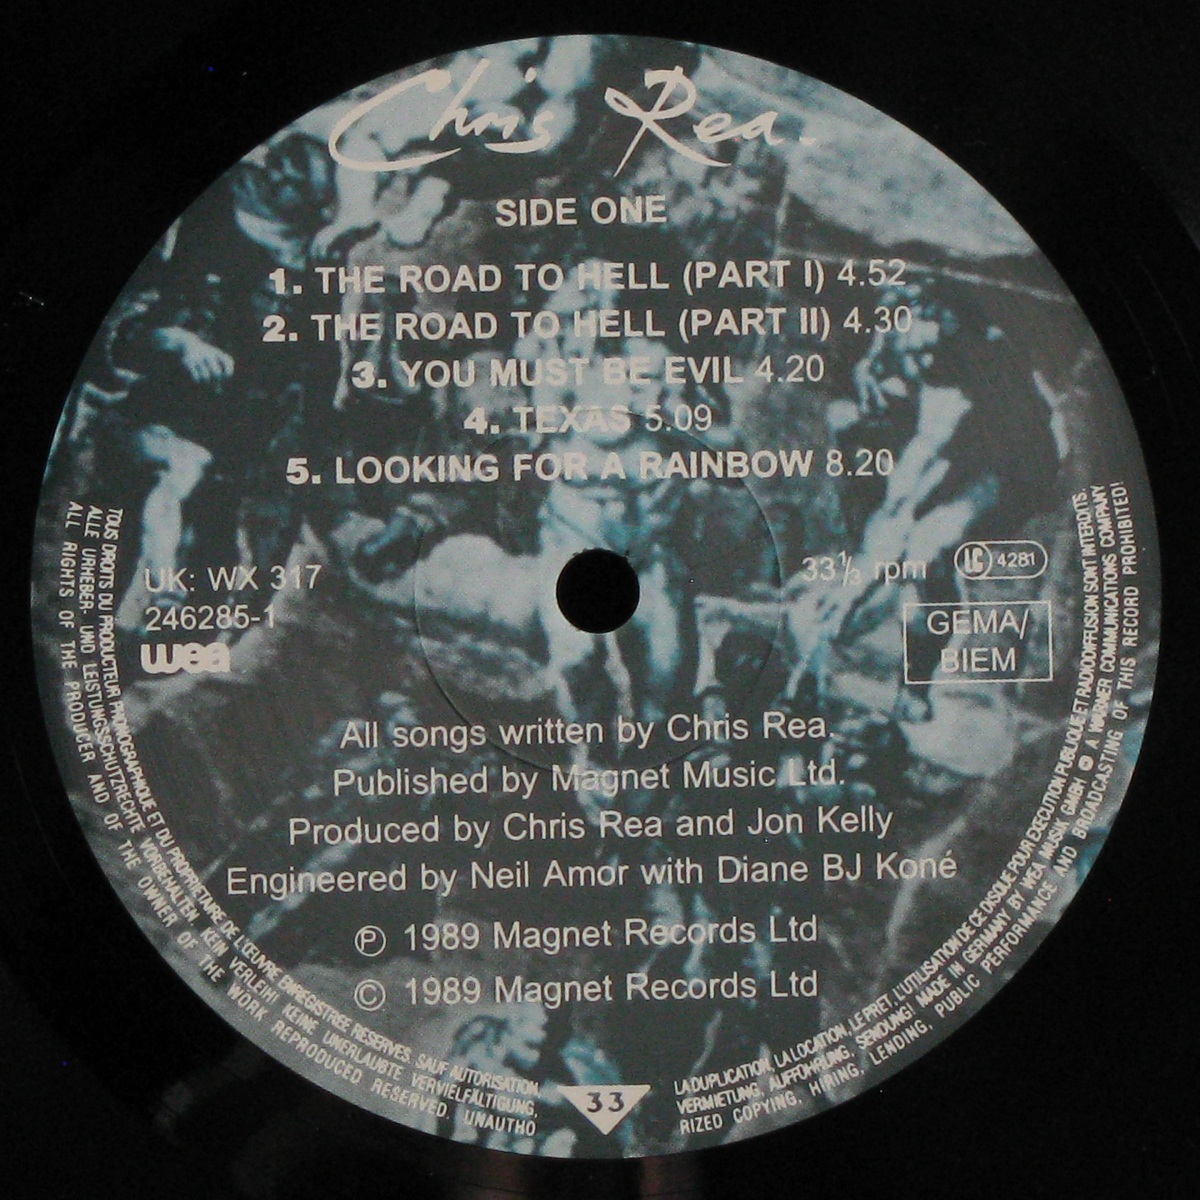 Chris Rea.
SIDE ONE
1. THE ROAD TO HELL (PART I) 4.52
2. THE ROAD TO HELL (PART II) 4.30
3. YOU MUST BE EVIL 4.20
4. TEXAS 5.09
5. LOOKING FOR A RAINBOW 8.20
UK: WX 317
246285-1
wea
33⅓ rpm
LC 4281
GEMA/
BIEM
All songs written by Chris Rea.
Published by Magnet Music Ltd.
Produced by Chris Rea and Jon Kelly
Engineered by Neil Amor with Diane BJ Koné
Ⓟ 1989 Magnet Records Ltd
© 1989 Magnet Records Ltd
TOUS DROITS DU PRODUCTEUR PHONOGRAPHIQUE ET DU PROPRIETAIRE DE L'ŒUVRE ENREGISTREE RESERVES. SAUF AUTORISATION, LA DUPLICATION, LA LOCATION, LE PRET, L'UTILISATION DE CE DISQUE POUR EXECUTION PUBLIQUE ET RADIODIFFUSION SONT INTERDITS.
ALLE URHEBER- UND LEISTUNGSSCHUTZRECHTE VORBEHALTEN. KEIN VERLEIH! KEINE UNERLAUBTE VERVIELFÄLTIGUNG, VERMIETUNG, AUFFÜHRUNG, SENDUNG! MADE IN GERMANY BY WEA MUSIK GMBH A WARNER COMMUNICATIONS COMPANY
ALL RIGHTS OF THE PRODUCER AND OF THE OWNER OF THE WORK REPRODUCED RESERVED. UNAUTHORIZED COPYING, HIRING, LENDING, PUBLIC PERFORMANCE AND BROADCASTING OF THIS RECORD PROHIBITED!
33